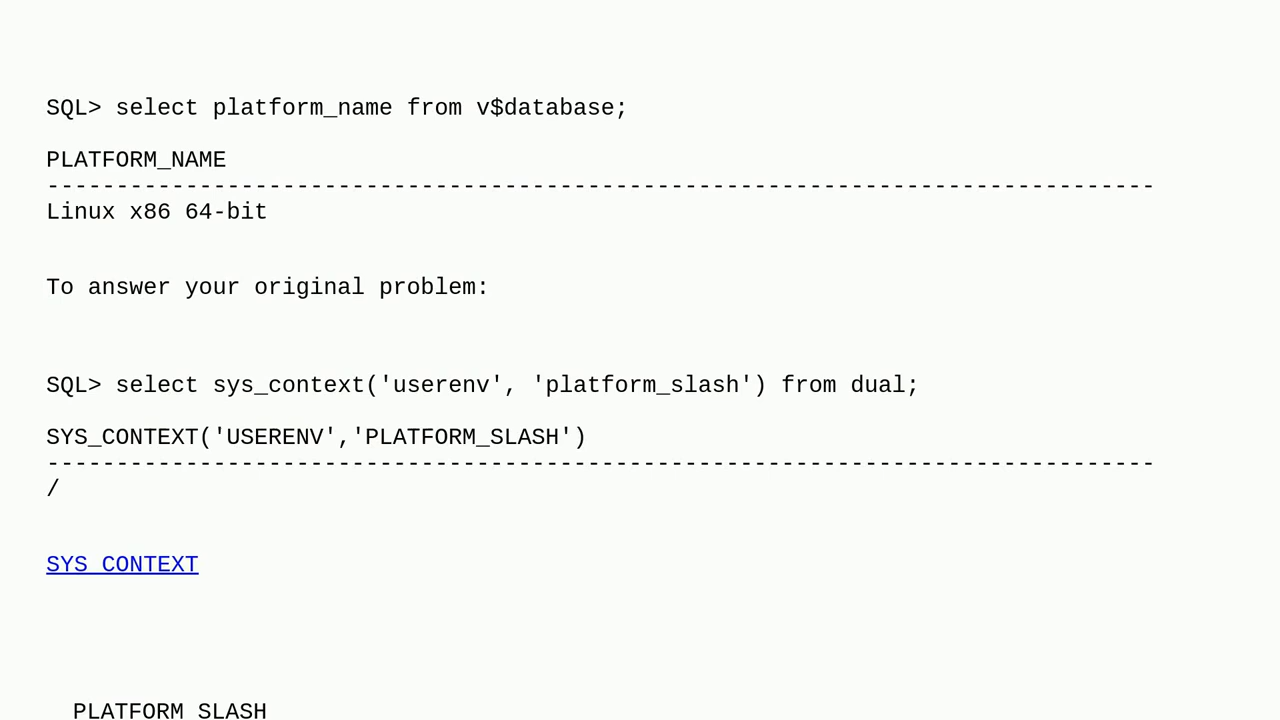 SQL> select platform_name from v$database;
PLATFORM_NAME
--------------------------------------------------------------------------------
Linux x86 64-bit
To answer your original problem:
SQL> select sys_context('userenv', 'platform_slash') from dual;
SYS_CONTEXT('USERENV','PLATFORM_SLASH')
--------------------------------------------------------------------------------
/
SYS_CONTEXT
PLATFORM_SLASH